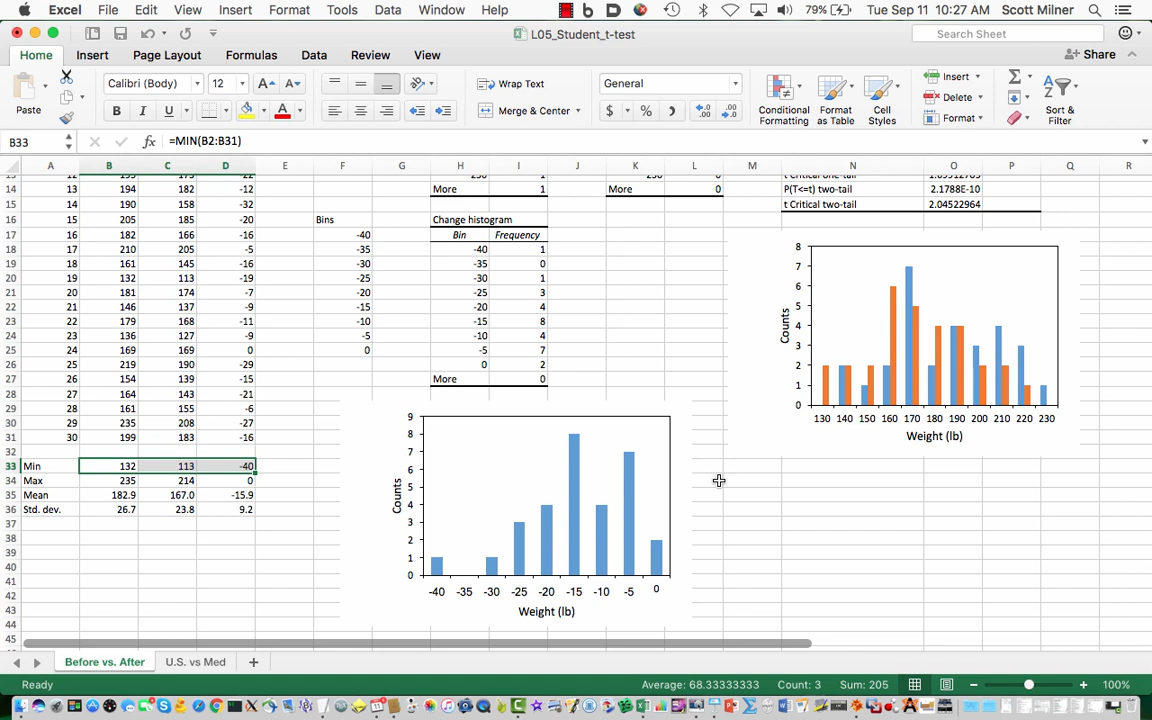 Excel File Edit View Insert Format Tools Data Window Help 79% Tue Sep 11 10:27 AM Scott Milner
L05_Student_t-test Search Sheet
Home Insert Page Layout Formulas Data Review View Share
Paste Calibri (Body) 12 A A Wrap Text General Conditional Formatting Format as Table Cell Styles Insert Sort & Filter
B I U A Merge & Center $ % Delete
Format
B33 fx =MIN(B2:B31)
A B C D E F G H I J K L M N O P Q R
14 13 194 182 -12 More 1 More 0 P(T<=t) two-tail 2.1788E-10
15 14 190 158 -32 t Critical two-tail 2.04522964
16 15 205 185 -20 Bins Change histogram
17 16 182 166 -16 -40 Bin Frequency
18 17 210 205 -5 -35 -40 1
19 18 161 145 -16 -30 -35 0
20 19 132 113 -19 -25 -30 1
21 20 181 174 -7 -20 -25 3
22 21 146 137 -9 -15 -20 4
23 22 179 168 -11 -10 -15 8
24 23 136 127 -9 -5 -10 4
25 24 169 169 0 0 -5 7
26 25 219 190 -29 0 2
27 26 154 139 -15 More 0
28 27 164 143 -21
29 28 161 155 -6
30 29 235 208 -27
31 30 199 183 -16
32
33 Min 132 113 -40
34 Max 235 214 0
35 Mean 182.9 167.0 -15.9
36 Std. dev. 26.7 23.8 9.2
37
38
39
40
41
42
43
44
45
8
7
6
5
4
3
2
1
0
Counts
130 140 150 160 170 180 190 200 210 220 230
Weight (lb)
9
8
7
6
5
4
3
2
1
0
Counts
-40 -35 -30 -25 -20 -15 -10 -5 0
Weight (lb)
Before vs. After U.S. vs Med +
Ready Average: 68.33333333 Count: 3 Sum: 205 100%